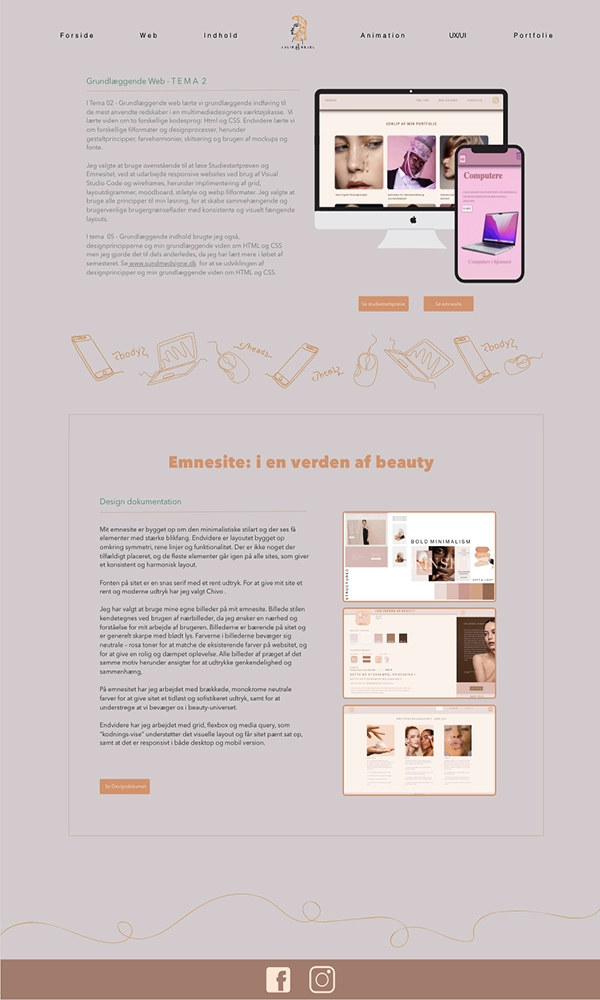 Forside Web Indhold Animation UX/UI Portfolio
Grundlæggende Web - TEMA 2
I Tema 02 - Grundlæggende web lærte vi grundlæggende indføring til
de mest anvendte redskaber i en multimediedesigners værktsjskasse. Vi
lærte viden om to forskellige kodesprog: Html og CSS. Endvidere lærte vi
om forskellige filformater og designprocesser, herunder
gestaltprincipper, farveharmonier, skitsering og brugen af mockups og
fonte.
Jeg valgte at bruge ovenstående til at løse Studiestartprøven og
Emnesitet, ved at udarbejde responsive websites ved brug af Visual
Studio Code og wireframes, herunder implimentering af grid,
layoutdigrammer, moodboard, stilelyle og webp filformater. Jeg valgte at
bruge alle principper til min løsning, for at skabe sammehængende og
brugervenlige brugergrænseflader med konsistente og visuelt fængende
layouts.
I tema 05 - Grundlæggende indhold brugte jeg også,
designprincipperne og min grundlæggende viden om HTML og CSS
men jeg gjorde det til dels anderledes, da jeg har lært mere i løbet af
semesteret. Se www.sundmedsigne.dk for at se udviklingen af
designprincipper og min grundlæggende viden om HTML og CSS.
UDKLIP AF MIN PORTFOLIO
Computere
Computere i hjemmet
Se studiestartsprøve
Se emnesite
<body>
</head>
</html>
<body>
Emnesite: i en verden af beauty
Design dokumentation
Mit emnesite er bygget op om den minimalistiske stilart og der ses få
elementer med stærke blikfang. Endvidere er layoutet bygget op
omkring symmetri, rene linjer og funktionalitet. Der er ikke noget der
tilfældigt placeret, og de fleste elementer går igen på alle sites, som giver
et konsistent og harmonisk layout.
Fonten på sitet er en snas serif med et rent udtryk. For at give mit site et
rent og moderne udtryk har jeg valgt Chivo .
Jeg har valgt at bruge mine egne billeder på mit emnesite. Billede stilen
kendetegnes ved brugen af nærbilleder, da jeg ønsker en nærhed og
forståelse for mit arbejde af brugeren. Billederne er bærende på sitet og
er generelt skarpe med blødt lys. Farverne i billederne bevæger sig
neutrale - rosa toner for at matche de eksisterende farver på websitet, og
for at give en rolig og dæmpet oplevelse. Alle billeder af præget af det
samme motiv herunder ansigter for at udtrykke genkendelighed og
sammenhæng,
På emnesitet har jeg arbejdet med brækkede, monokrome neutrale
farver for at give sitet et tidløst og sofistikeret udtryk, samt for at
understrege at vi bevæger os i beauty-universet.
Endvidere har jeg arbejdet med grid, flexbox og media query, som
"kodnings-vise" understøtter det visuelle layout og får sitet pænt sat op,
samt at det er responsivt i både desktop og mobil version.
BOLD MINIMALISM
STRUCTURED
SOFT & LIGHT
Se Designdokumet